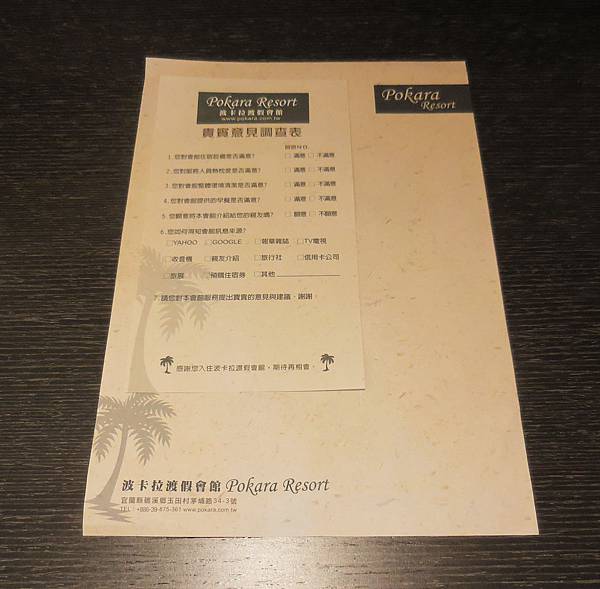 Pokara Resort
波卡拉渡假會館
www.pokara.com.tw
Pokara
Resort
貴賓意見調查表
1.您對會館住宿設備是否滿意? □滿意 □不滿意
2.您對服務人員熱忱度是否滿意? □滿意 □不滿意
3.您對會館整體環境清潔是否滿意? □滿意 □不滿意
4.您對會館提供的早餐是否滿意? □滿意 □不滿意
5.您願意將本會館介紹給您的親友嗎? □願意 □不願意
6.您如何得知會館訊息來源?
□YAHOO □GOOGLE □報章雜誌 □TV電視
□收音機 □親友介紹 □旅行社 □信用卡公司
□旅展 □預購住宿券 □其他
7.請您對本會館服務提出寶貴的意見與建議，謝謝。
感謝您入住波卡拉渡假會館，期待再相會。
波卡拉渡假會館 Pokara Resort
宜蘭縣礁溪鄉玉田村茅埔路34-3號
TEL：+886-39-875-361 www.pokara.com.tw